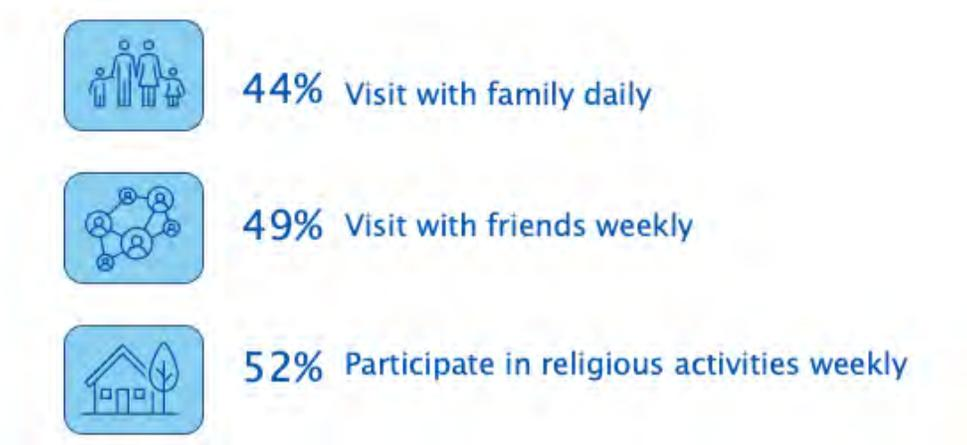 44% Visit with family daily
49% Visit with friends weekly
52% Participate in religious activities weekly